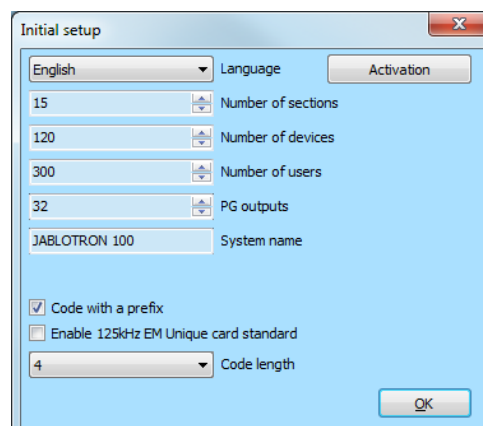 Initial setup
English Language Activation
15 Number of sections
120 Number of devices
300 Number of users
32 PG outputs
JABLOTRON 100 System name
Code with a prefix
Enable 125kHz EM Unique card standard
4 Code length
OK